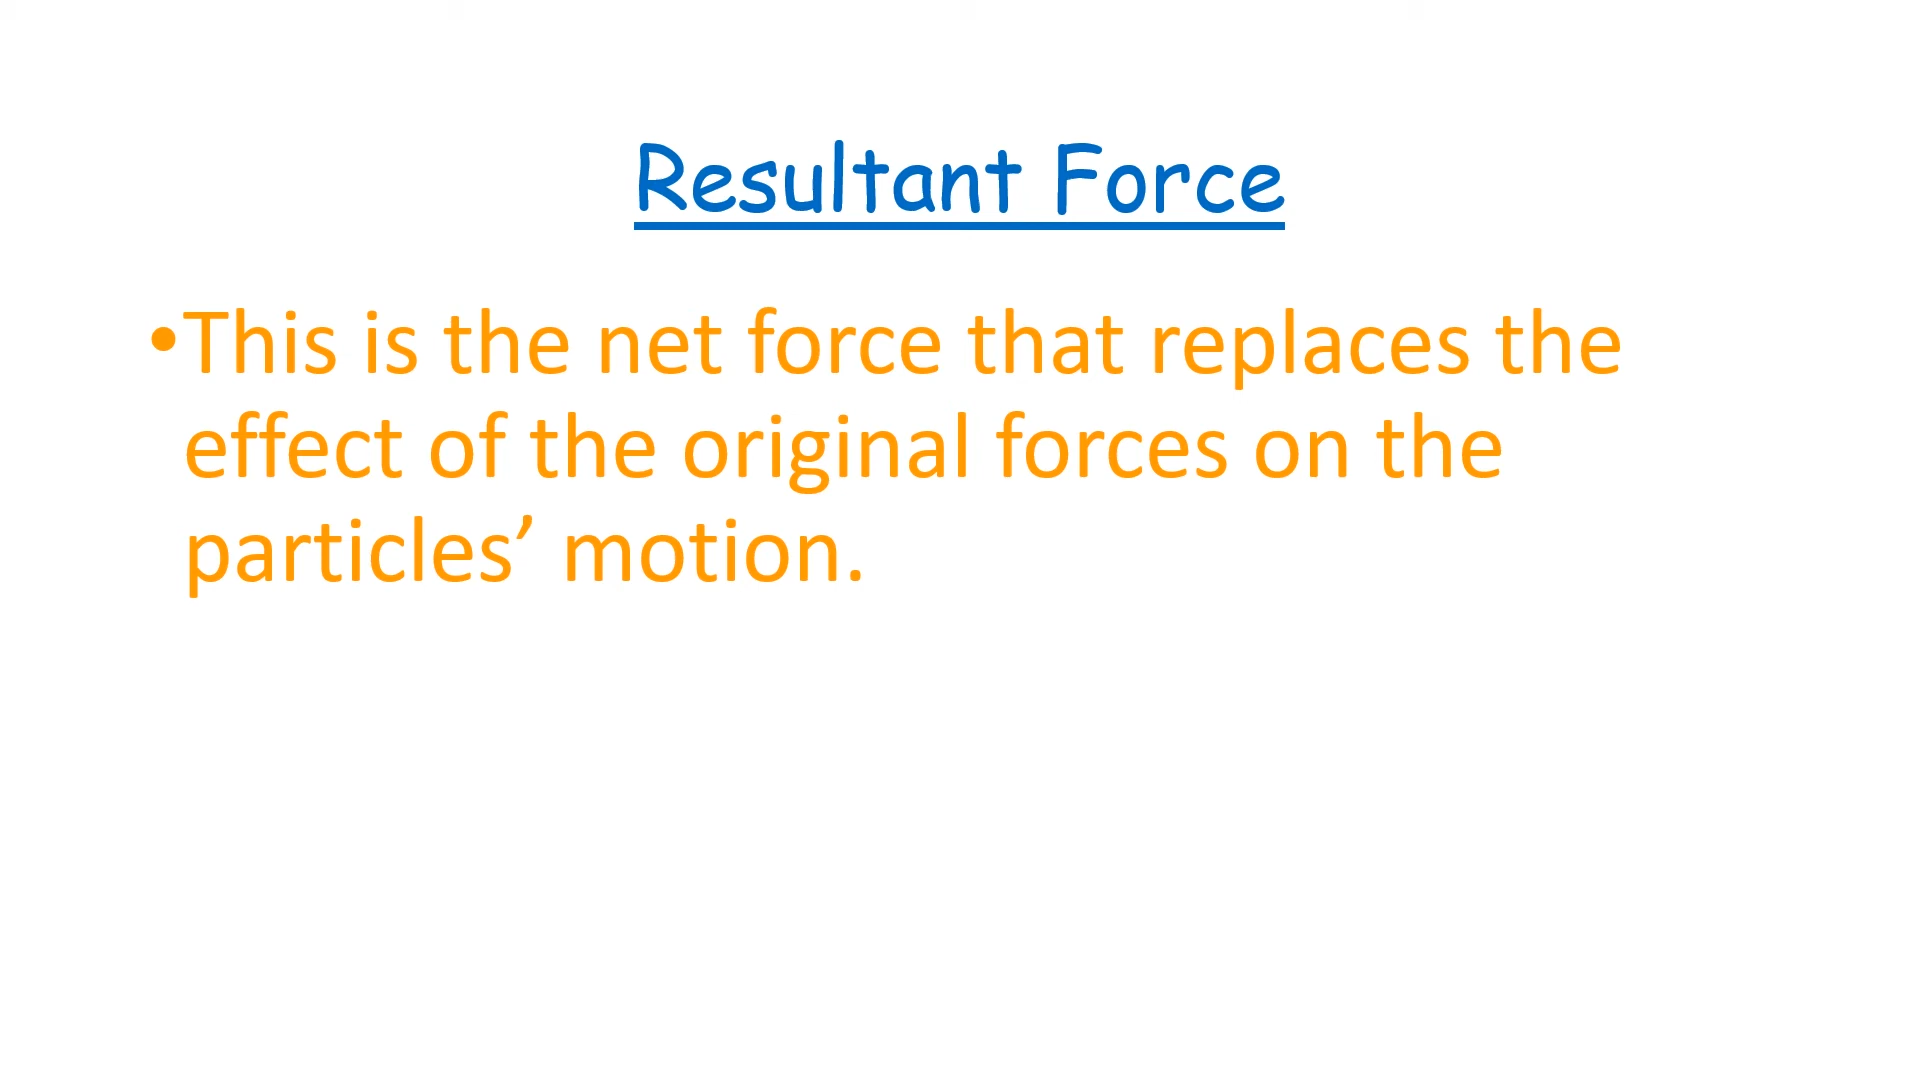 Resultant Force
•This is the net force that replaces the
effect of the original forces on the
particles’ motion.